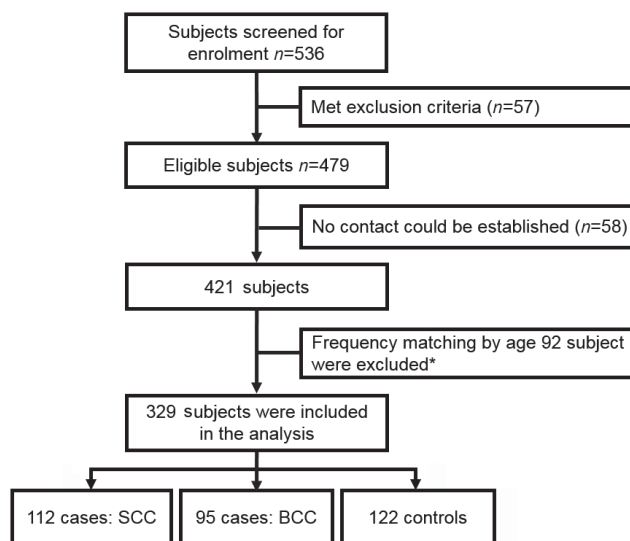 Subjects screened for
enrolment n=536
Met exclusion criteria (n=57)
Eligible subjects n=479
No contact could be established (n=58)
421 subjects
Frequency matching by age 92 subject
were excluded*
329 subjects were included
in the analysis
112 cases: SCC
95 cases: BCC
122 controls